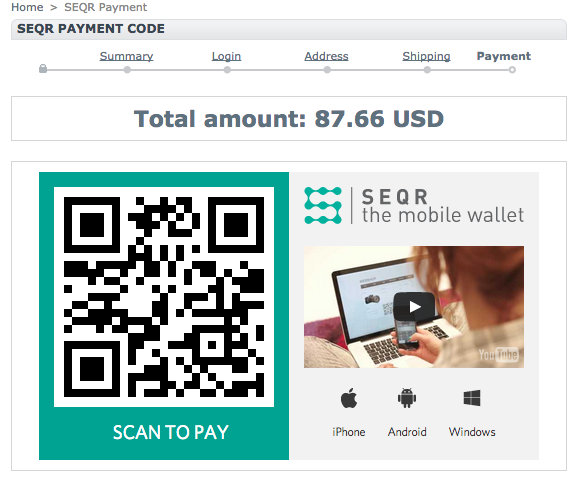 Home > SEQR Payment
SEQR PAYMENT CODE
Summary Login Address Shipping Payment
Total amount: 87.66 USD
SEQR
the mobile wallet
YouTube
iPhone Android Windows
SCAN TO PAY